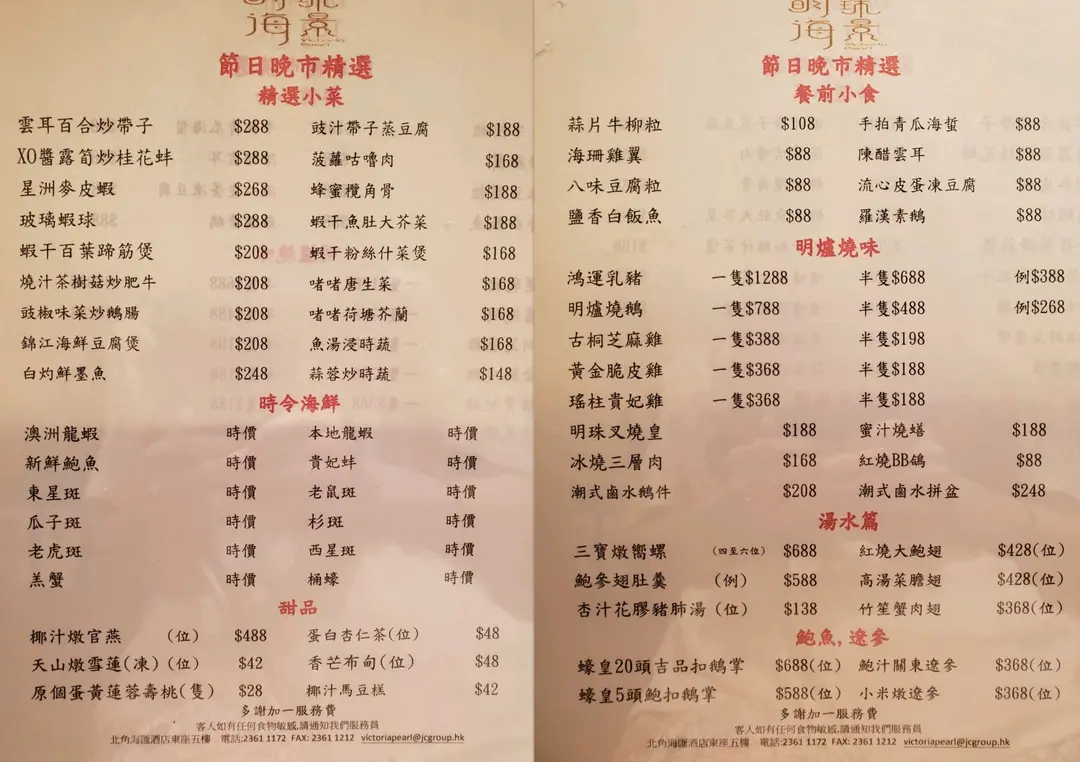 明珠
海景
Victoria
Pearl
節日晚市精選
精選小菜
雲耳百合炒帶子 $288 豉汁帶子蒸豆腐 $188
XO醬露筍炒桂花蚌 $288 菠蘿咕嚕肉 $168
星洲麥皮蝦 $268 蜂蜜欖角骨 $188
玻璃蝦球 $288 蝦干魚肚大芥菜 $188
蝦干百葉蹄筋煲 $208 蝦干粉絲什菜煲 $168
燒汁茶樹菇炒肥牛 $208 啫啫唐生菜 $168
豉椒味菜炒鵝腸 $208 啫啫荷塘芥蘭 $168
錦江海鮮豆腐煲 $208 魚湯浸時蔬 $168
白灼鮮墨魚 $248 蒜蓉炒時蔬 $148
時令海鮮
澳洲龍蝦 時價 本地龍蝦 時價
新鮮鮑魚 時價 貴妃蚌 時價
東星斑 時價 老鼠斑 時價
瓜子斑 時價 杉斑 時價
老虎斑 時價 西星斑 時價
羔蟹 時價 桶蠔 時價
甜品
椰汁燉官燕 (位) $488 蛋白杏仁茶(位) $48
天山燉雪蓮(凍)(位) $42 香芒布甸(位) $48
原個蛋黃蓮蓉壽桃(隻) $28 椰汁馬豆糕 $42
多謝加一服務費
客人如有任何食物敏感,請通知我們服務員
北角海匯酒店東座五樓 電話:2361 1172 FAX: 2361 1212 victoriapearl@jcgroup.hk
明珠
海景
Victoria
Pearl
節日晚市精選
餐前小食
蒜片牛柳粒 $108 手拍青瓜海蜇 $88
海珊雞翼 $88 陳醋雲耳 $88
八味豆腐粒 $88 流心皮蛋凍豆腐 $88
鹽香白飯魚 $88 羅漢素鵝 $88
明爐燒味
鴻運乳豬 一隻$1288 半隻$688 例$388
明爐燒鵝 一隻$788 半隻$488 例$268
古桐芝麻雞 一隻$388 半隻$198
黃金脆皮雞 一隻$368 半隻$188
瑤柱貴妃雞 一隻$368 半隻$188
明珠叉燒皇 $188 蜜汁燒鱔 $188
冰燒三層肉 $168 紅燒BB鴿 $88
潮式鹵水鵝件 $208 潮式鹵水拼盆 $248
湯水篇
三寶燉嚮螺 (四至六位) $688 紅燒大鮑翅 $428(位)
鮑參翅肚羹 (例) $588 高湯菜膽翅 $428(位)
杏汁花膠豬肺湯(位) $138 竹笙蟹肉翅 $368(位)
鮑魚,遼參
蠔皇20頭吉品扣鵝掌 $688(位) 鮑汁關東遼參 $368(位)
蠔皇5頭鮑扣鵝掌 $588(位) 小米燉遼參 $368(位)
多謝加一服務費
客人如有任何食物敏感,請通知我們服務員
北角海匯酒店東座五樓 電話:2361 1172 FAX: 2361 1212 victoriapearl@jcgroup.hk